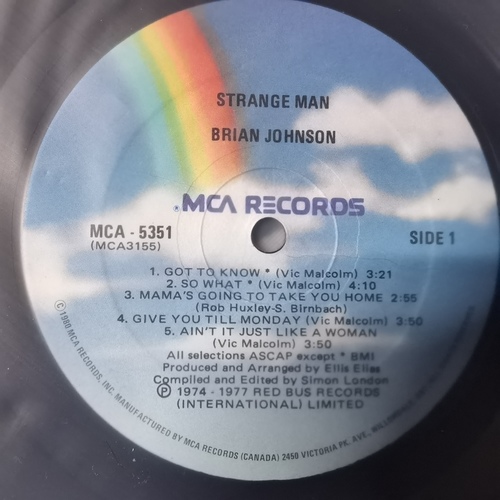 STRANGE MAN
BRIAN JOHNSON
MCA RECORDS
MCA - 5351
(MCA3155)
SIDE 1
1. GOT TO KNOW * (Vic Malcolm) 3:21
2. SO WHAT * (Vic Malcolm) 4:10
3. MAMA'S GOING TO TAKE YOU HOME 2:55
(Rob Huxley-S. Birnbach)
4. GIVE YOU TILL MONDAY (Vic Malcolm) 3:50
5. AIN'T IT JUST LIKE A WOMAN
(Vic Malcolm) 3:50
All selections ASCAP except * BMI
Produced and Arranged by Ellis Elias
Compiled and Edited by Simon London
Ⓟ 1974 - 1977 RED BUS RECORDS
(INTERNATIONAL) LIMITED
© 1980 MCA RECORDS, INC. MANUFACTURED BY MCA RECORDS (CANADA) 2450 VICTORIA PK. AVE.,